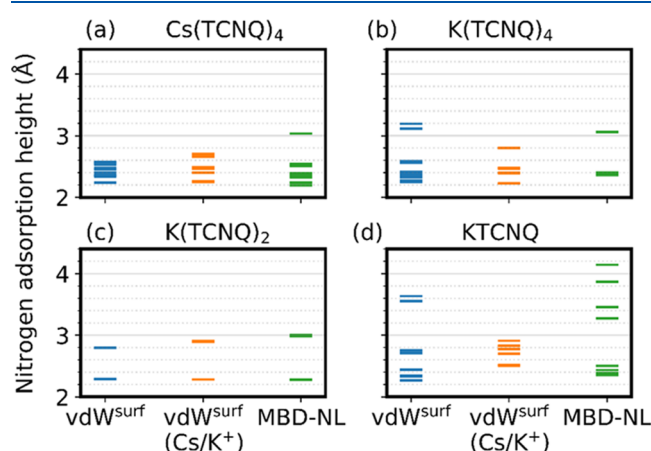 (a) Cs(TCNQ)₄
(b) K(TCNQ)₄
Nitrogen adsorption height (Å)
4
3
2
(c) K(TCNQ)₂
(d) KTCNQ
4
3
2
vdWˢᵘʳᶠ vdWˢᵘʳᶠ MBD-NL vdWˢᵘʳᶠ vdWˢᵘʳᶠ MBD-NL
(Cs/K⁺) (Cs/K⁺)